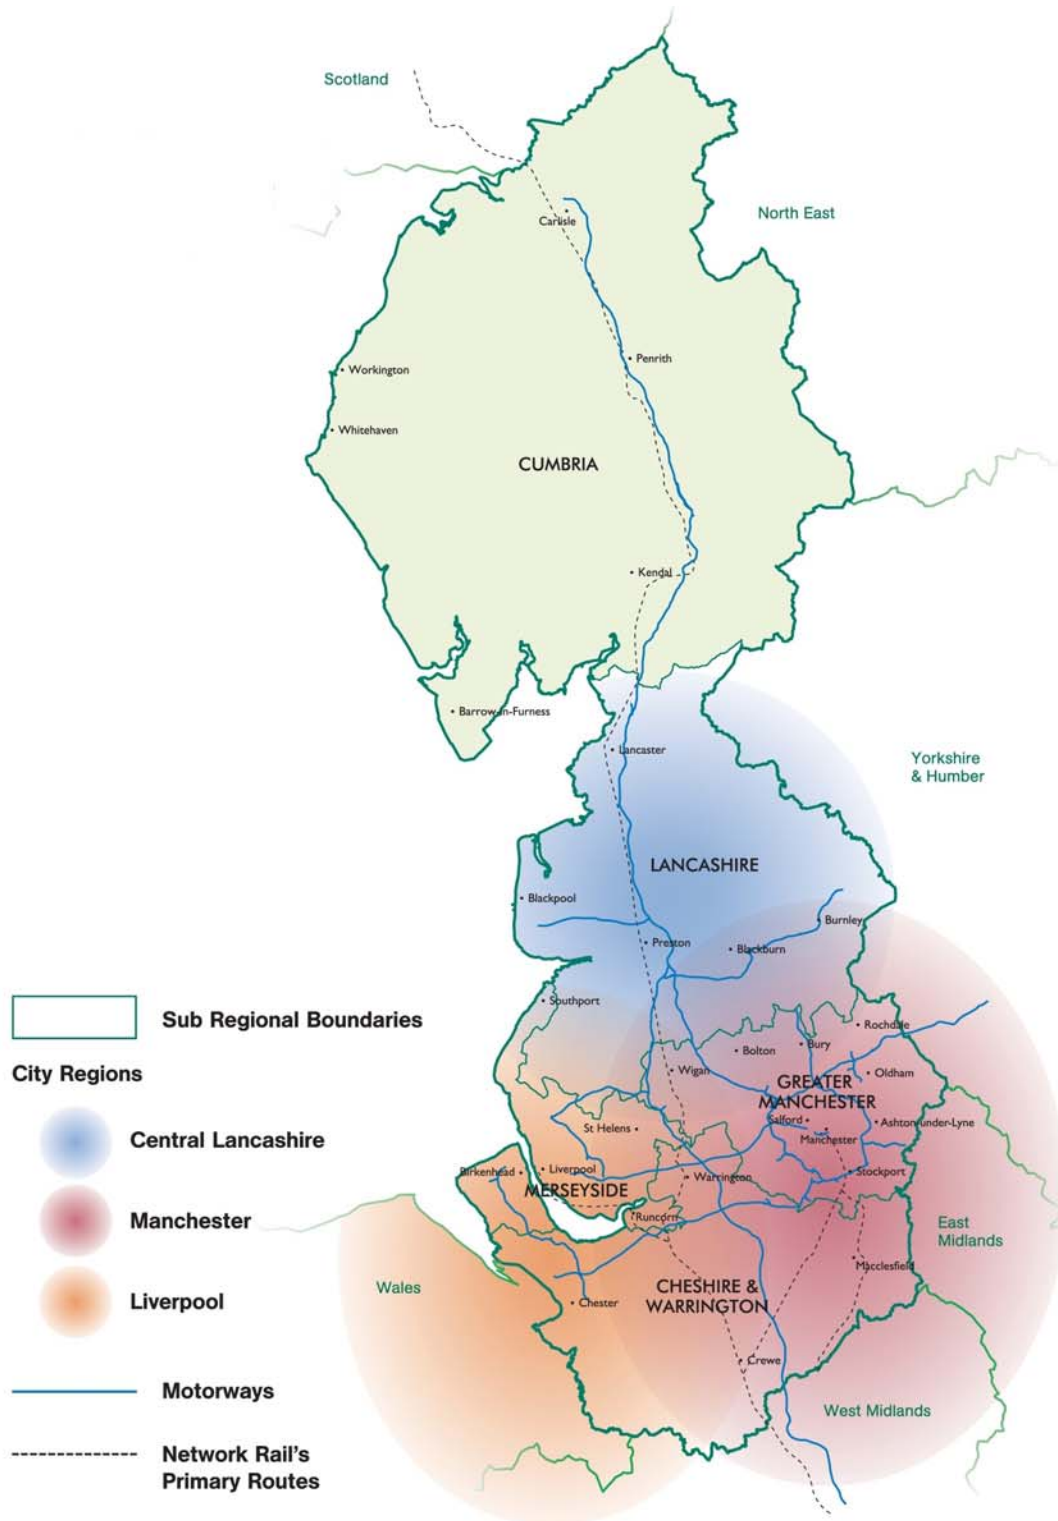 Scotland
North East
Carlisle
Penrith
Workington
Whitehaven
CUMBRIA
Kendal
Barrow-in-Furness
Lancaster
Yorkshire
& Humber
LANCASHIRE
Blackpool
Burnley
Preston
Blackburn
Southport
Rochdale
Bury
Bolton
Wigan
Oldham
GREATER
MANCHESTER
Salford
Ashton-under-Lyne
Manchester
St Helens
Birkenhead
Liverpool
Warrington
Stockport
MERSEYSIDE
Runcorn
East
Midlands
Macclesfield
Wales
CHESHIRE &
WARRINGTON
Chester
Crewe
West Midlands
Sub Regional Boundaries
City Regions
Central Lancashire
Manchester
Liverpool
Motorways
Network Rail's
Primary Routes